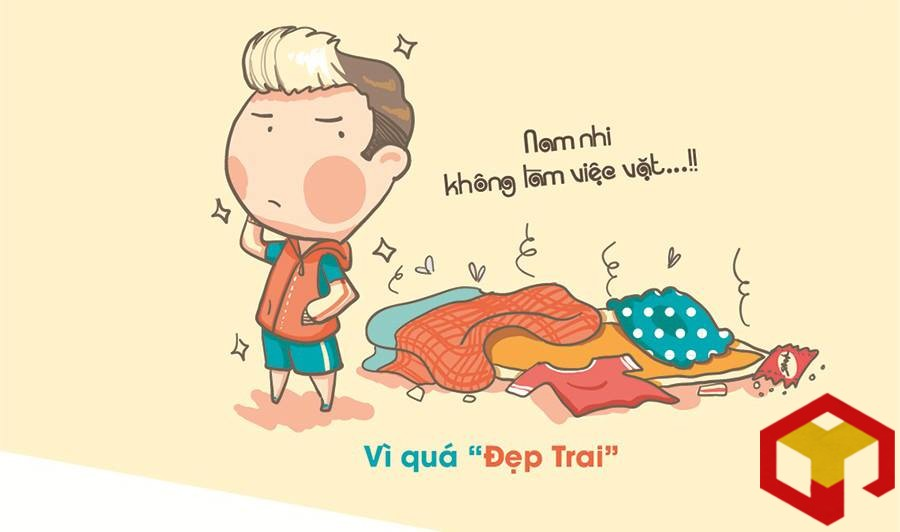 Nam nhi
không làm việc vặt...!!
Vì quá “Đẹp Trai”